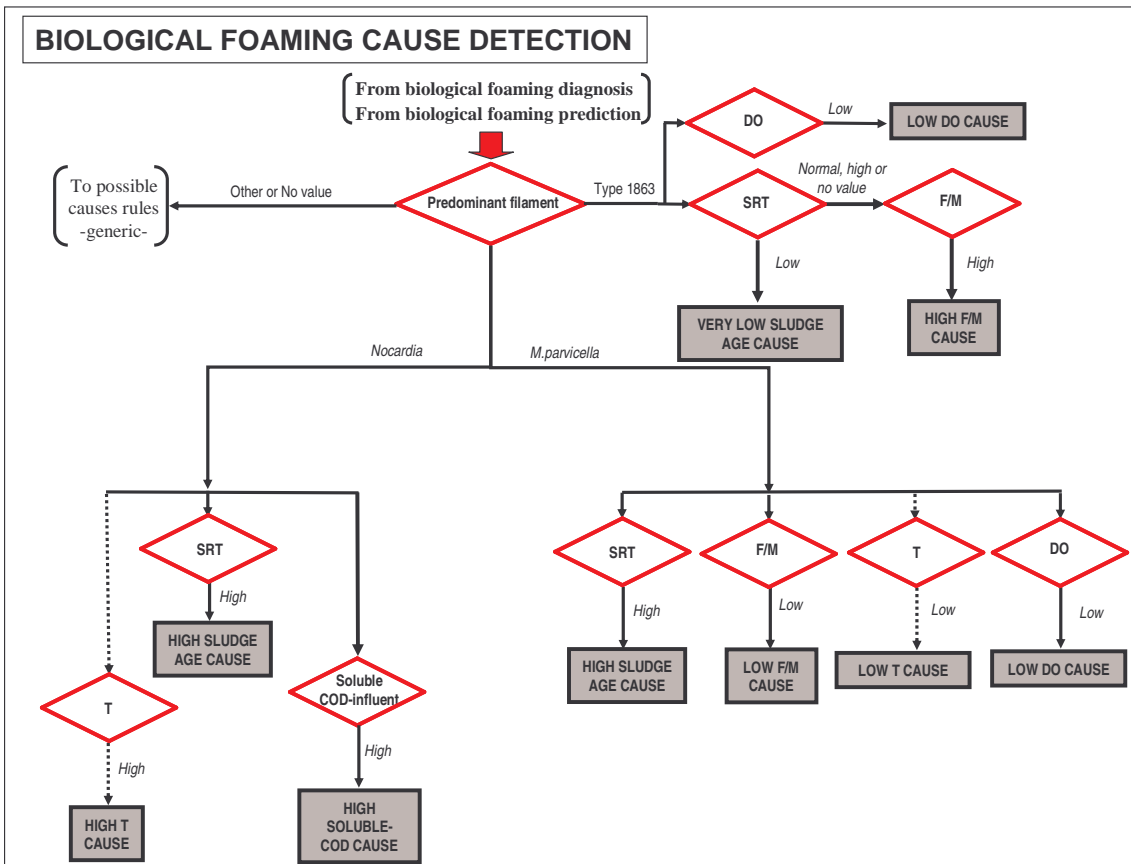 BIOLOGICAL FOAMING CAUSE DETECTION
From biological foaming diagnosis
From biological foaming prediction
DO
Low
LOW DO CAUSE
To possible
causes rules
-generic-
Other or No value
Predominant filament
Type 1863
SRT
Normal, high or
no value
F/M
Low
High
VERY LOW SLUDGE
AGE CAUSE
HIGH F/M
CAUSE
Nocardia
M.parvicella
SRT
High
HIGH SLUDGE
AGE CAUSE
T
High
HIGH T
CAUSE
Soluble
COD-influent
High
HIGH
SOLUBLE-
COD CAUSE
SRT
High
HIGH SLUDGE
AGE CAUSE
F/M
Low
LOW F/M
CAUSE
T
Low
LOW T CAUSE
DO
Low
LOW DO CAUSE